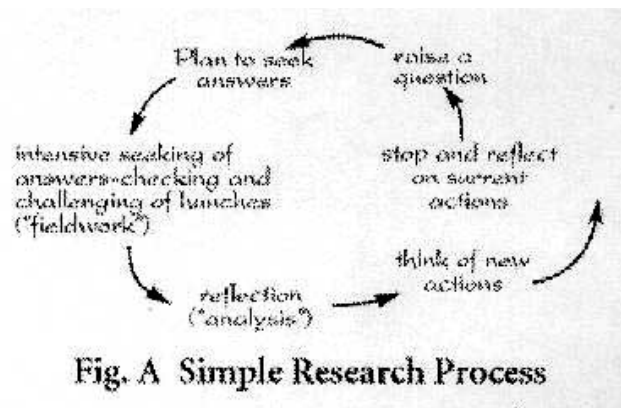 Plan to seek
answers
raise a
question
intensive seeking of
answers-checking and
challenging of hunches
("fieldwork")
stop and reflect
on surrent
actions
think of new
actions
reflection
("analysis")
Fig. A Simple Research Process